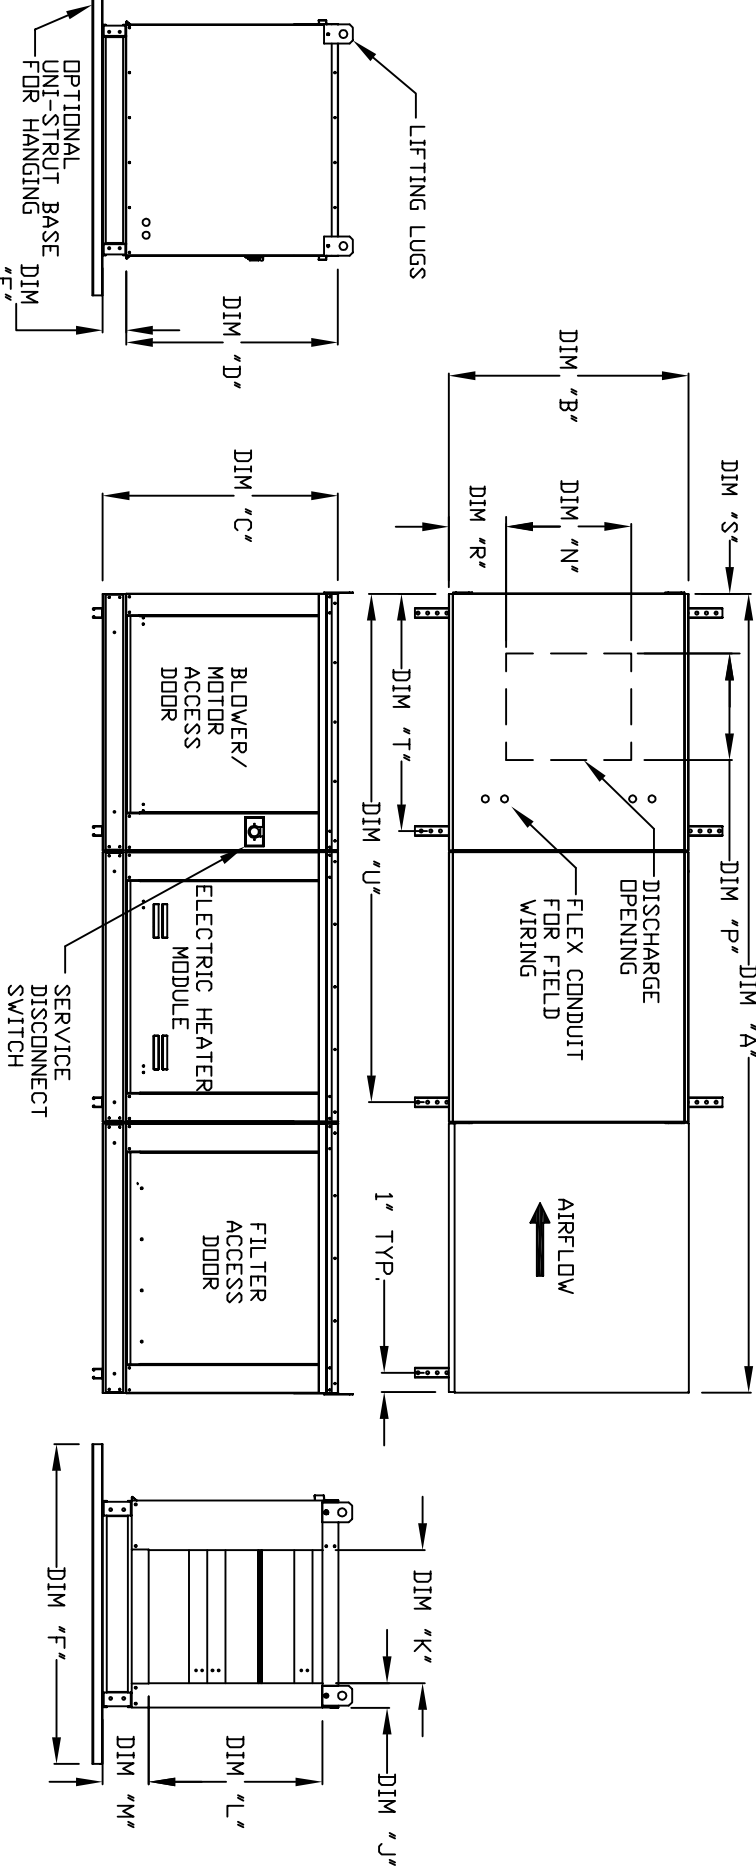 LIFTING LUGS
OPTIONAL
UNI-STRUT BASE
FOR HANGING
DIM
"E"
DIM "D"
DIM "B"
DIM "S"
DIM "N"
DIM "R"
DIM "A"
DIM "P"
DISCHARGE
OPENING
FLEX CONDUIT
FOR FIELD
WIRING
AIRFLOW
DIM "T"
DIM "U"
1" TYP.
DIM "C"
BLOWER/
MOTOR
ACCESS
DOOR
ELECTRIC HEATER
MODULE
FILTER
ACCESS
DOOR
SERVICE
DISCONNECT
SWITCH
DIM "K"
DIM "J"
DIM "L"
DIM "M"
DIM "F"